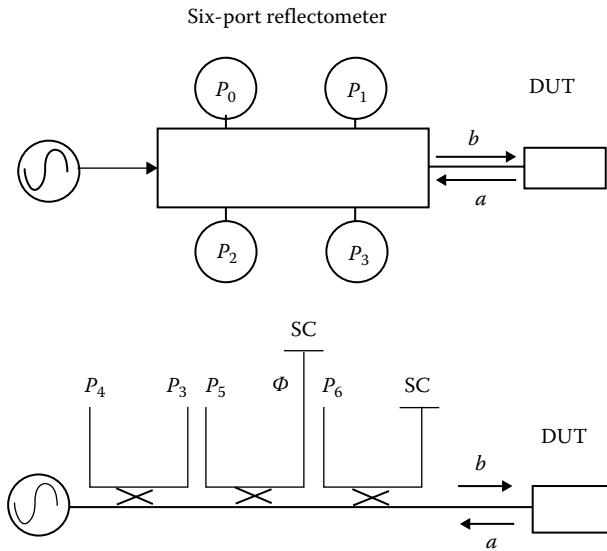 Six-port reflectometer
P0 P1 DUT
b
a
P2 P3
SC
P4 P3 P5 Φ P6 SC
DUT
b
a